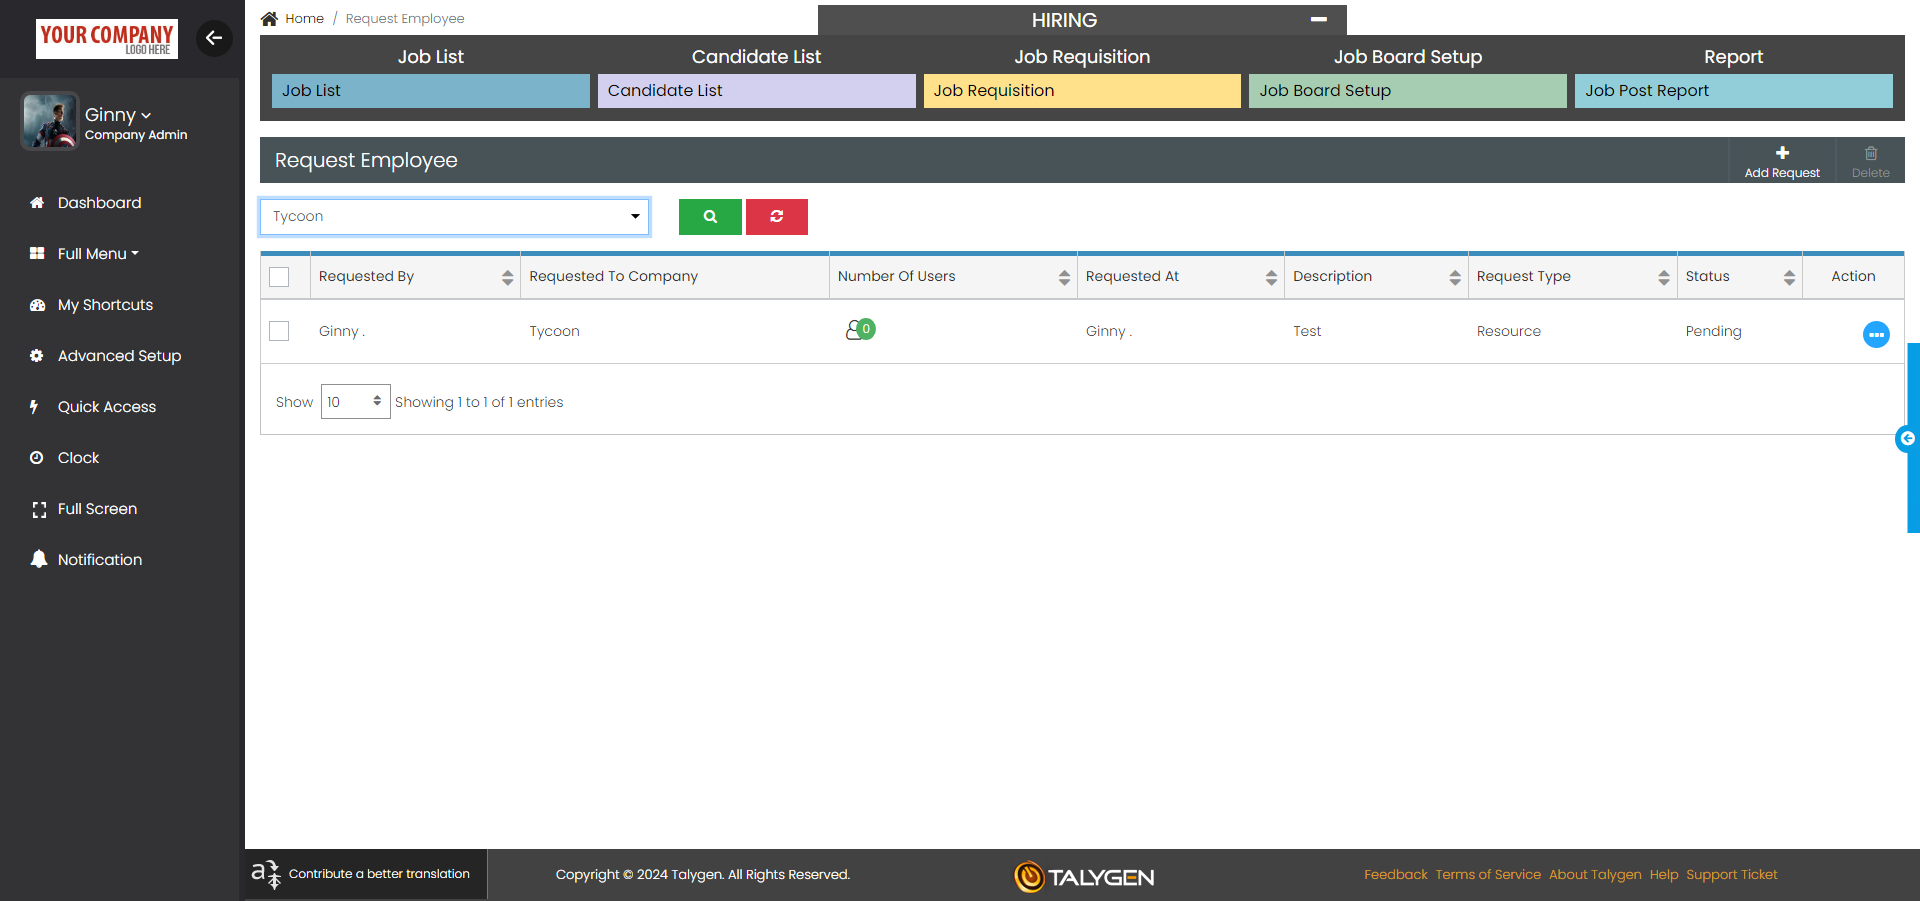 YOUR COMPANY
LOGO HERE
Ginny
Company Admin
Dashboard
Full Menu
My Shortcuts
Advanced Setup
Quick Access
Clock
Full Screen
Notification
Home / Request Employee
HIRING
Job List
Candidate List
Job Requisition
Job Board Setup
Report
Job List
Candidate List
Job Requisition
Job Board Setup
Job Post Report
Request Employee
Add Request
Delete
Tycoon
Requested By
Requested To Company
Number Of Users
Requested At
Description
Request Type
Status
Action
Ginny .
Tycoon
0
Ginny .
Test
Resource
Pending
Show 10 Showing 1 to 1 of 1 entries
Contribute a better translation
Copyright © 2024 Talygen. All Rights Reserved.
TALYGEN
Feedback Terms of Service About Talygen Help Support Ticket